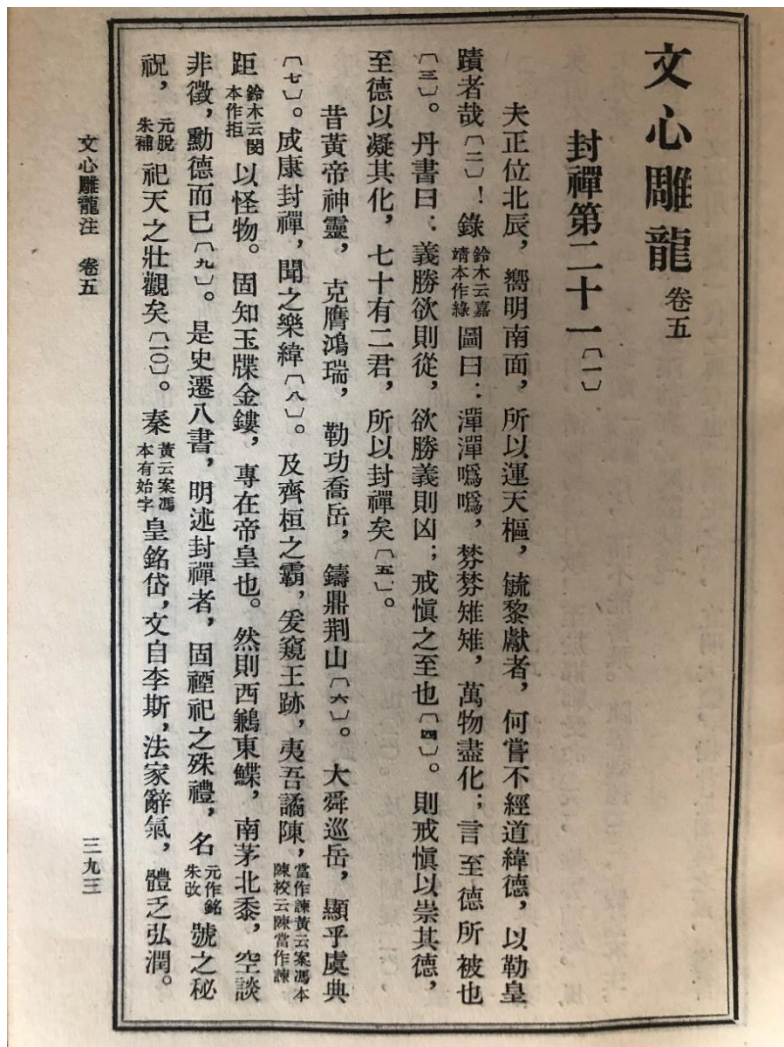 文心雕龍 卷五
封禪第二十一〔一〕
夫正位北辰，嚮明南面，所以運天樞，毓黎獻者，何嘗不經道緯德，以勒皇
蹟者哉〔二〕！錄鈴木云嘉靖本作綠圖曰：潬潬噅噅，棼棼雉雉，萬物盡化；言至德所被也
〔三〕。丹書曰：義勝欲則從，欲勝義則凶；戒慎之至也〔四〕。則戒慎以崇其德，
至德以凝其化，七十有二君，所以封禪矣〔五〕。
昔黃帝神靈，克膺鴻瑞，勒功喬岳，鑄鼎荆山〔六〕。大舜巡岳，顯乎虞典
〔七〕。成康封禪，聞之樂緯〔八〕。及齊桓之霸，爰窺王跡，夷吾譎陳，當作諫黃云案馮本陳校云陳當作諫
距鈴木云閔本作拒以怪物。固知玉牒金鏤，專在帝皇也。然則西鶼東鰈，南茅北黍，空談
非徵，勳德而已〔九〕。是史遷八書，明述封禪者，固禋祀之殊禮，名元作銘朱改號之秘
祝，元脫朱補祀天之壯觀矣〔一〇〕。秦黃云案馮本有始字皇銘岱，文自李斯，法家辭氣，體乏弘潤。
文心雕龍注 卷五
三九三